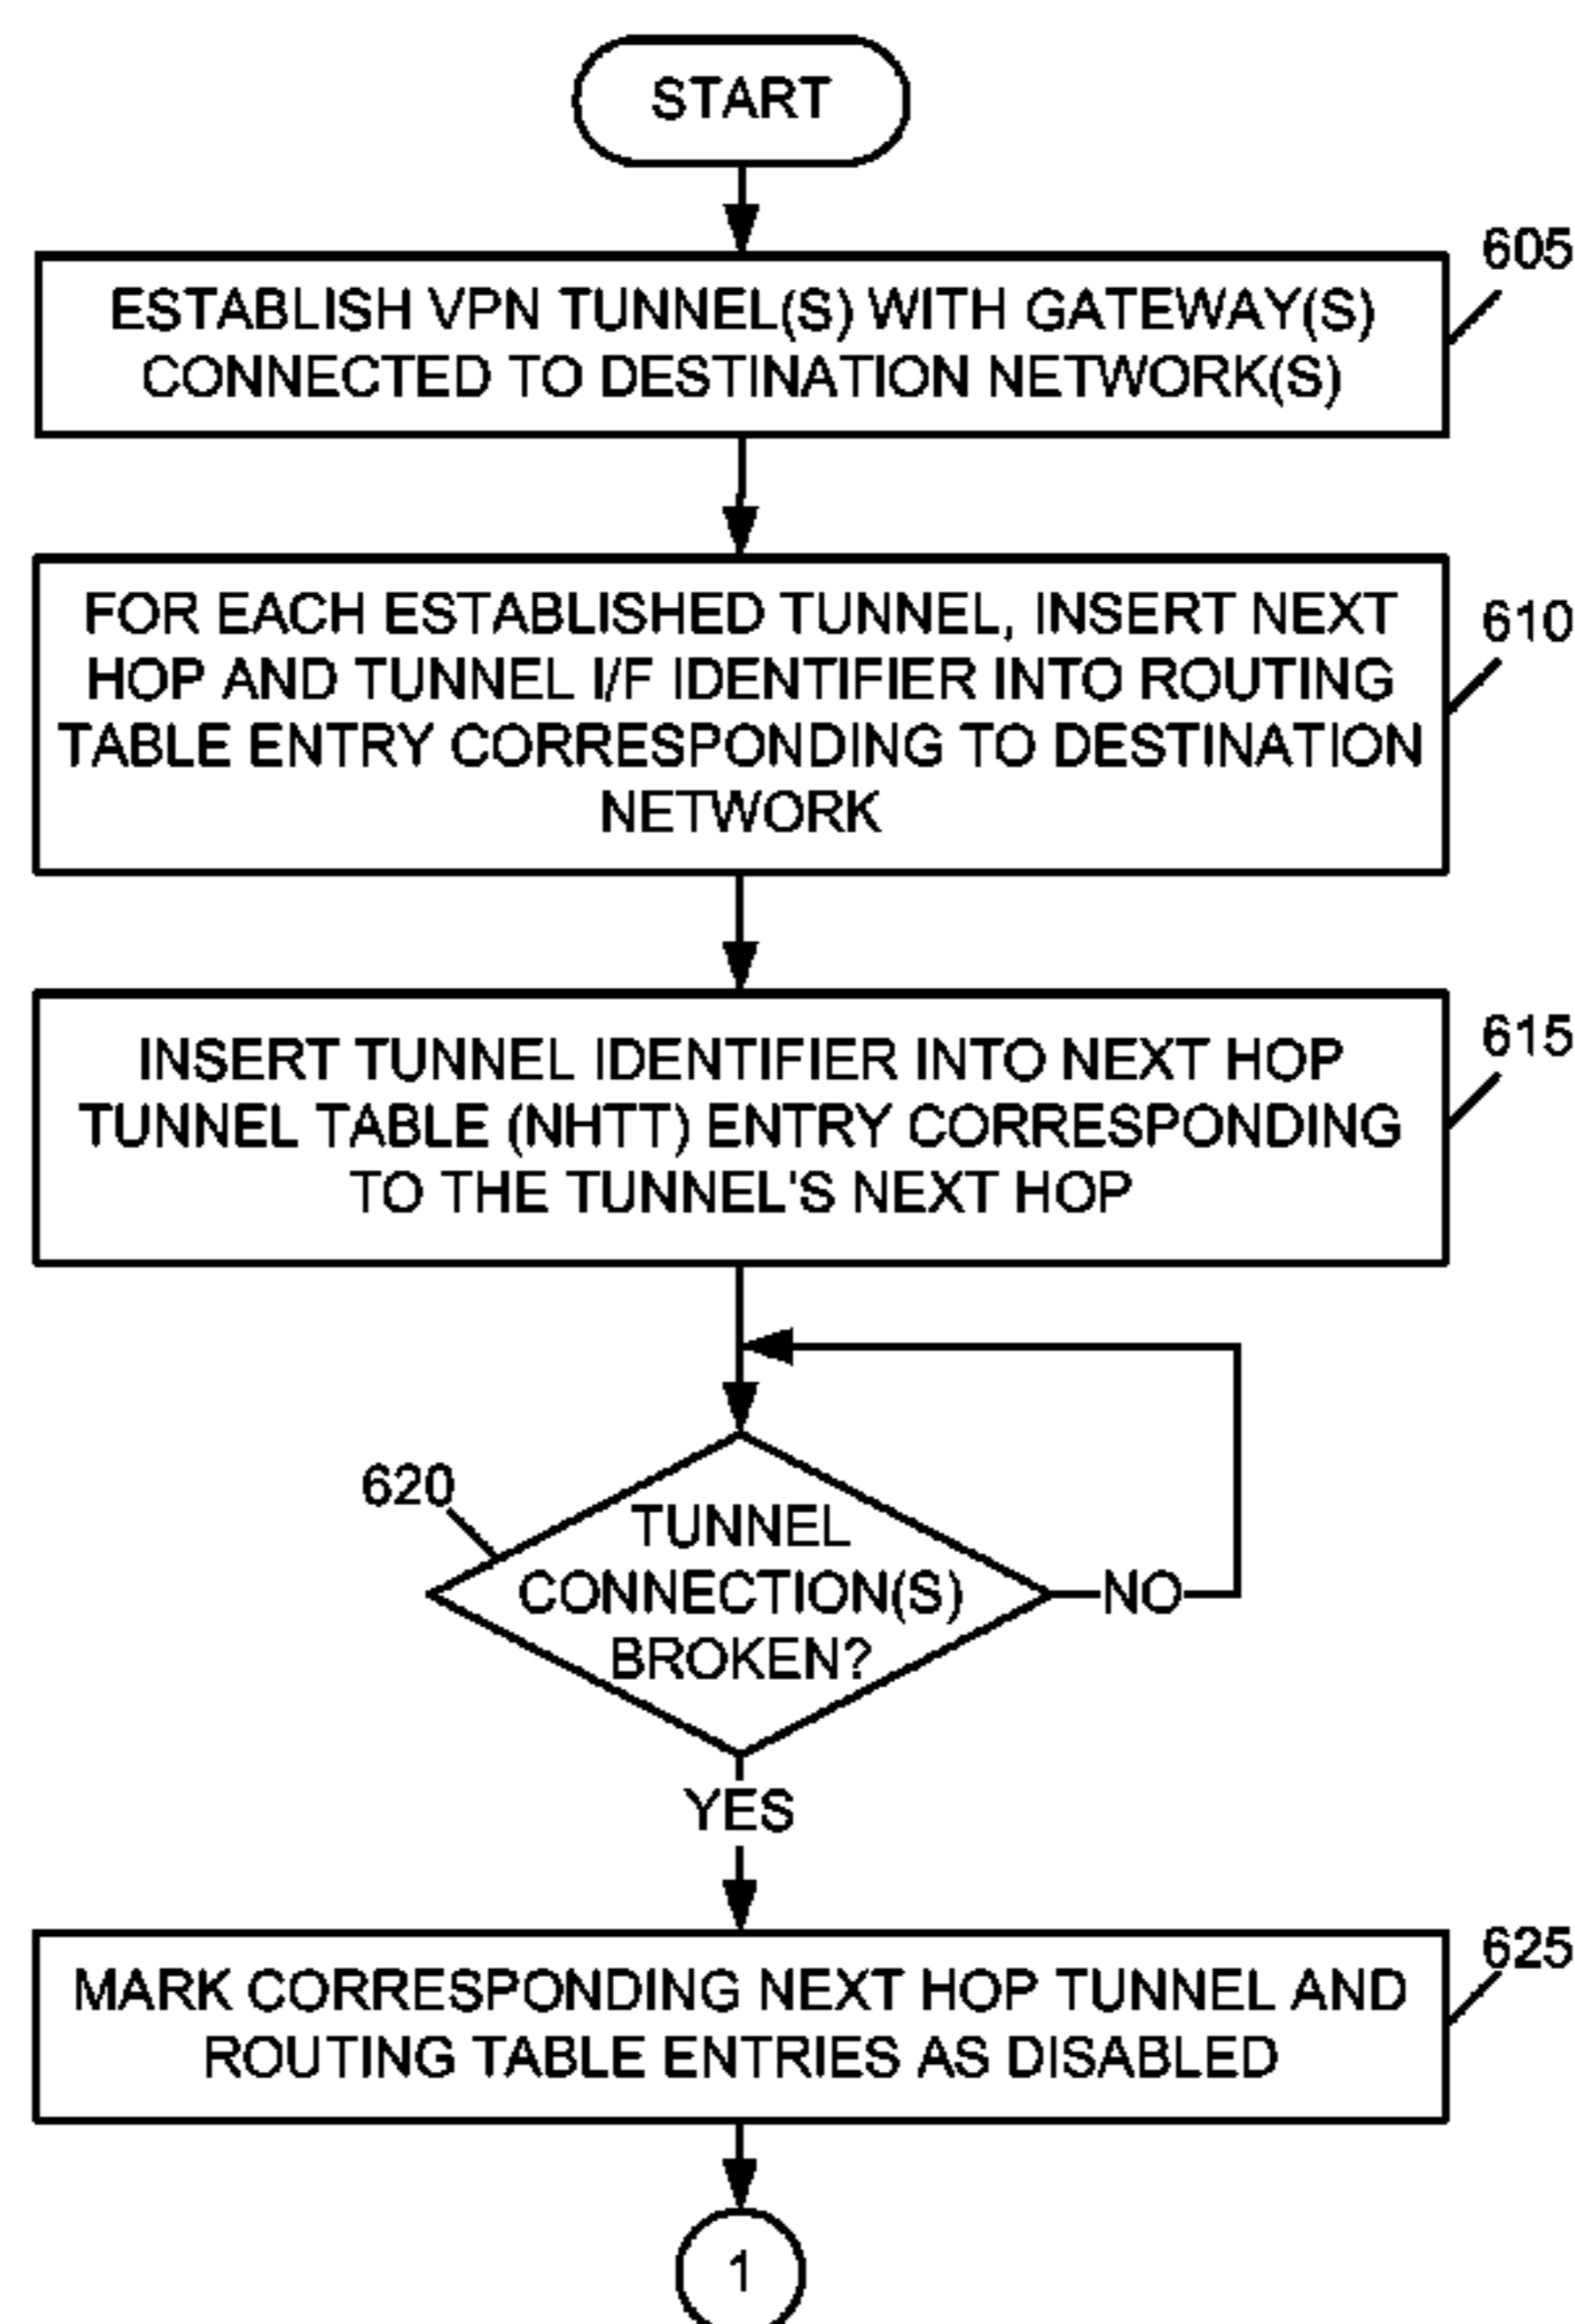 START
605
ESTABLISH VPN TUNNEL(S) WITH GATEWAY(S)
CONNECTED TO DESTINATION NETWORK(S)
610
FOR EACH ESTABLISHED TUNNEL, INSERT NEXT
HOP AND TUNNEL I/F IDENTIFIER INTO ROUTING
TABLE ENTRY CORRESPONDING TO DESTINATION
NETWORK
615
INSERT TUNNEL IDENTIFIER INTO NEXT HOP
TUNNEL TABLE (NHTT) ENTRY CORRESPONDING
TO THE TUNNEL'S NEXT HOP
620
TUNNEL
CONNECTION(S)
BROKEN?
NO
YES
625
MARK CORRESPONDING NEXT HOP TUNNEL AND
ROUTING TABLE ENTRIES AS DISABLED
1